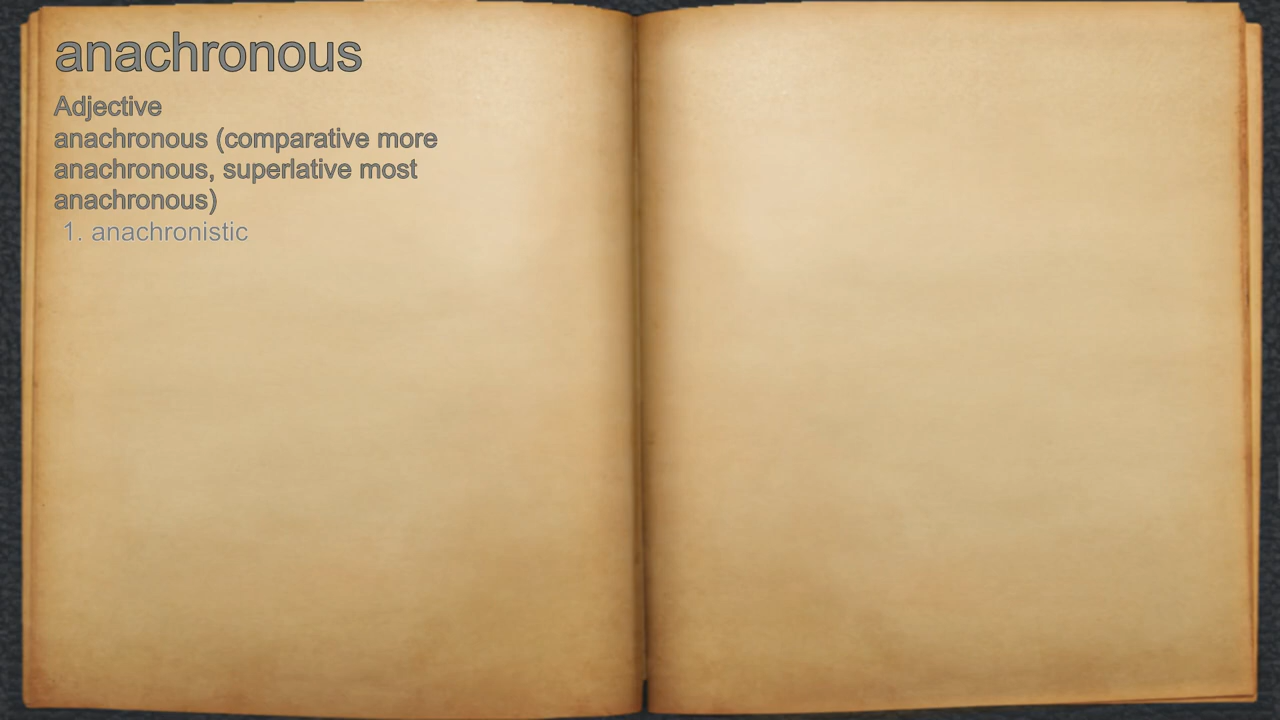 anachronous
Adjective
anachronous (comparative more
anachronous, superlative most
anachronous)
1. anachronistic